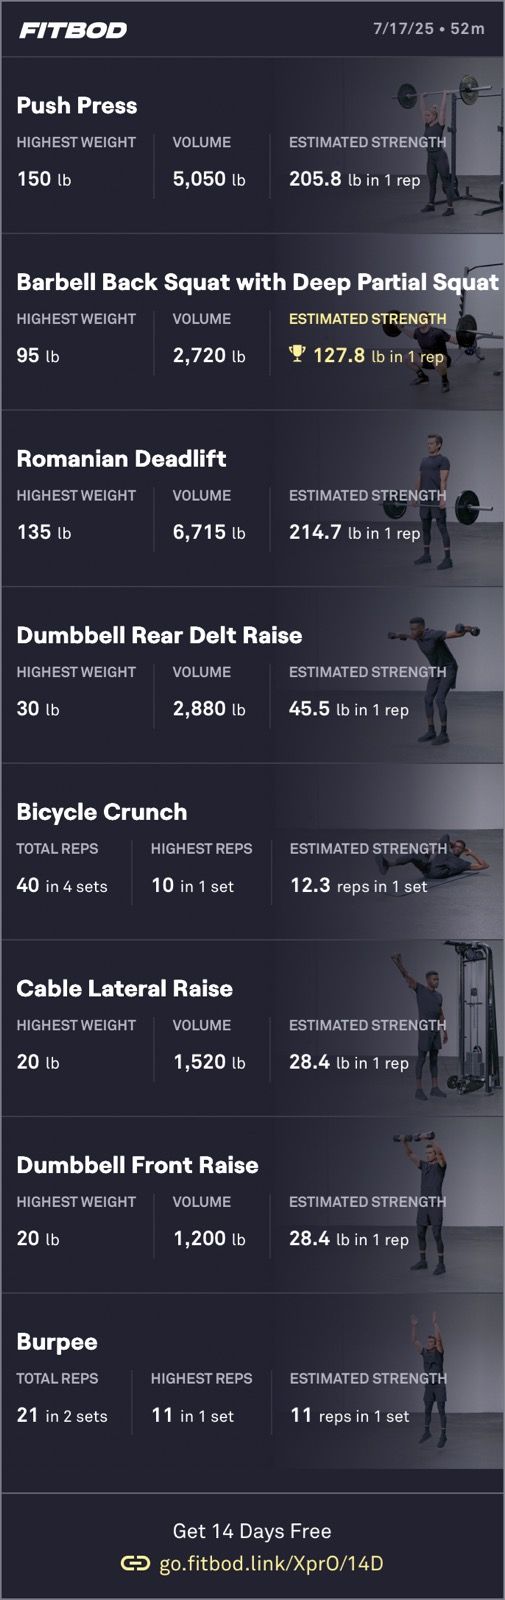 FITBOD
7/17/25 • 52m
Push Press
HIGHEST WEIGHT VOLUME ESTIMATED STRENGTH
150 lb 5,050 lb 205.8 lb in 1 rep
Barbell Back Squat with Deep Partial Squat
HIGHEST WEIGHT VOLUME ESTIMATED STRENGTH
95 lb 2,720 lb 127.8 lb in 1 rep
Romanian Deadlift
HIGHEST WEIGHT VOLUME ESTIMATED STRENGTH
135 lb 6,715 lb 214.7 lb in 1 rep
Dumbbell Rear Delt Raise
HIGHEST WEIGHT VOLUME ESTIMATED STRENGTH
30 lb 2,880 lb 45.5 lb in 1 rep
Bicycle Crunch
TOTAL REPS HIGHEST REPS ESTIMATED STRENGTH
40 in 4 sets 10 in 1 set 12.3 reps in 1 set
Cable Lateral Raise
HIGHEST WEIGHT VOLUME ESTIMATED STRENGTH
20 lb 1,520 lb 28.4 lb in 1 rep
Dumbbell Front Raise
HIGHEST WEIGHT VOLUME ESTIMATED STRENGTH
20 lb 1,200 lb 28.4 lb in 1 rep
Burpee
TOTAL REPS HIGHEST REPS ESTIMATED STRENGTH
21 in 2 sets 11 in 1 set 11 reps in 1 set
Get 14 Days Free
go.fitbod.link/XprO/14D